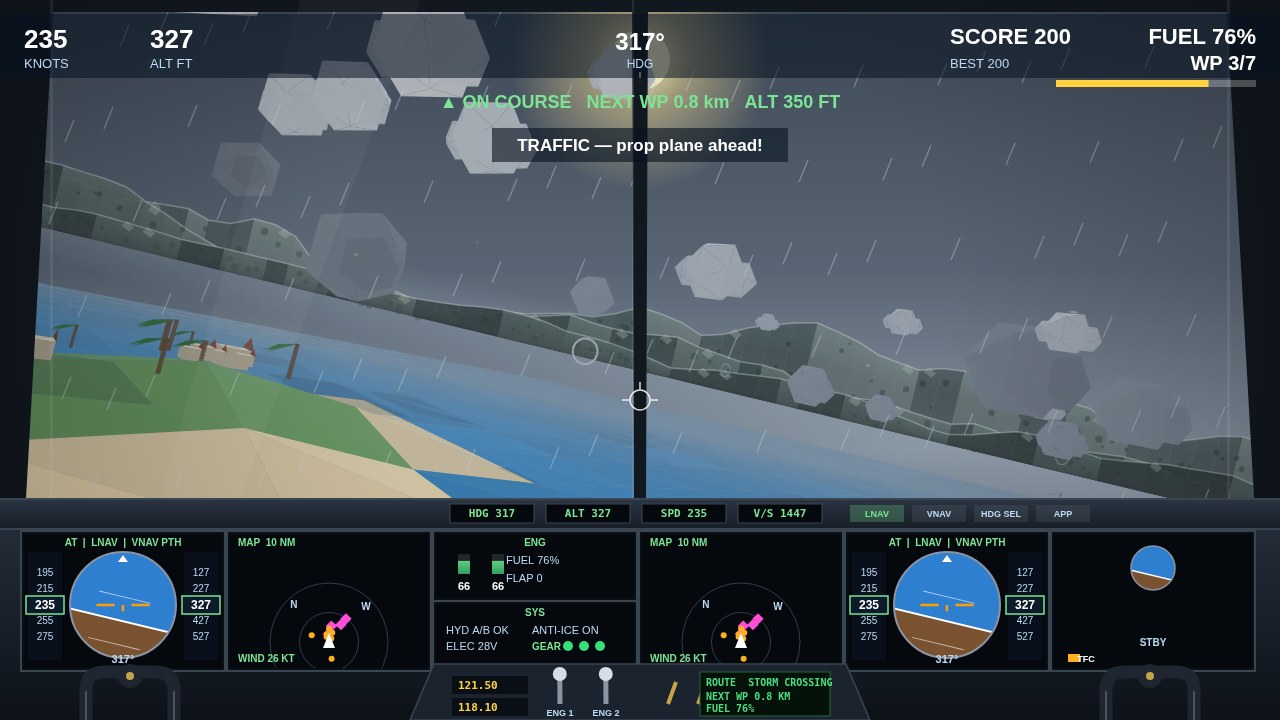 235
KNOTS
327
ALT FT
317°
HDG
SCORE 200
BEST 200
FUEL 76%
WP 3/7
▲ ON COURSE NEXT WP 0.8 km ALT 350 FT
TRAFFIC — prop plane ahead!
HDG 317
ALT 327
SPD 235
V/S 1447
LNAV
VNAV
HDG SEL
APP
AT | LNAV | VNAV PTH
195
215
235
255
275
127
227
327
427
527
317°
MAP 10 NM
N
W
WIND 26 KT
ENG
66
66
FUEL 76%
FLAP 0
SYS
HYD A/B OK
ANTI-ICE ON
ELEC 28V
GEAR
MAP 10 NM
N
W
WIND 26 KT
AT | LNAV | VNAV PTH
195
215
235
255
275
127
227
327
427
527
317°
STBY
TFC
121.50
118.10
ENG 1
ENG 2
ROUTE STORM CROSSING
NEXT WP 0.8 KM
FUEL 76%